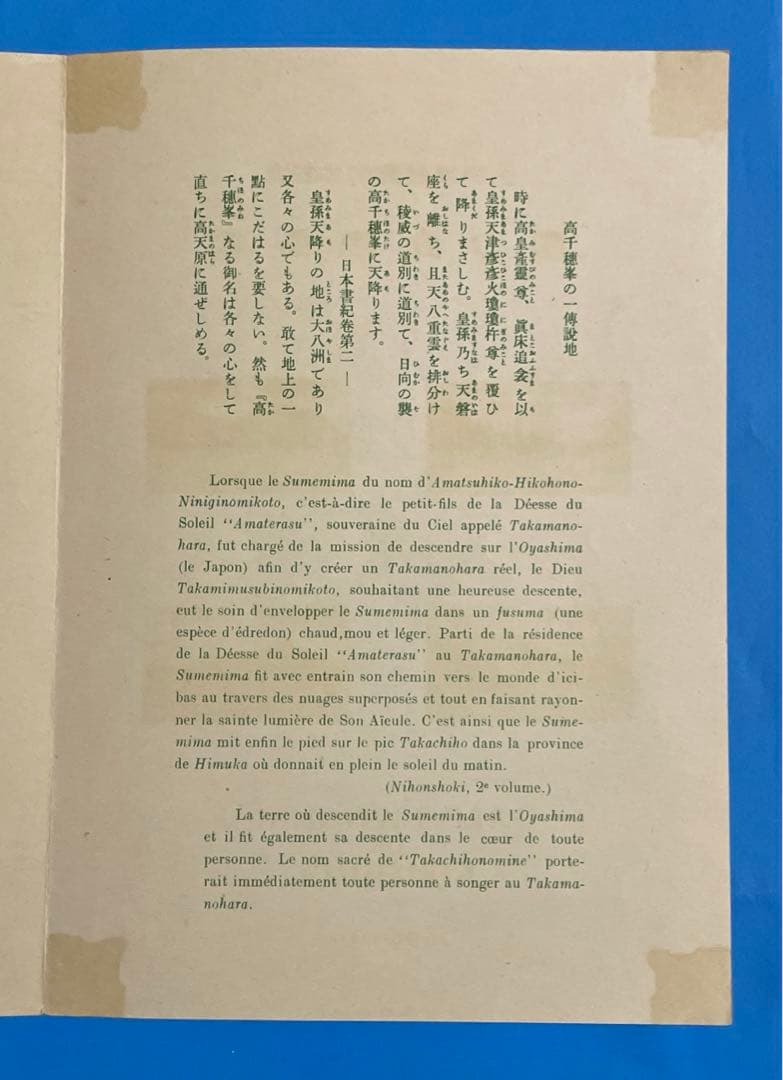 高千穗峯の一傳説地
時に高皇產靈尊、眞床追衾を以
て皇孫天津彥彥火瓊瓊杵尊を覆ひ
て降りまさしむ。皇孫乃ち天磐
座を離ち、且天八重雲を排分け
て、稜威の道別に道別て、日向の襲
の高千穗峯に天降ります。
― 日本書紀卷第二 ―
皇孫天降りの地は大八洲であり
又各々の心でもある。敢て地上の一
點にこだはるを要しない。然も『高
千穗峯』なる御名は各々の心をして
直ちに高天原に通ぜしめる。
Lorsque le Sumemima du nom d'Amatsuhiko-Hikohono-
Niniginomikoto, c'est-à-dire le petit-fils de la Déesse du
Soleil "Amaterasu", souveraine du Ciel appelé Takamano-
hara, fut chargé de la mission de descendre sur l'Oyashima
(le Japon) afin d'y créer un Takamanohara réel, le Dieu
Takamimusubinomikoto, souhaitant une heureuse descente,
eut le soin d'envelopper le Sumemima dans un fusuma (une
espèce d'édredon) chaud,mou et léger. Parti de la résidence
de la Déesse du Soleil "Amaterasu" au Takamanohara, le
Sumemima fit avec entrain son chemin vers le monde d'ici-
bas au travers des nuages superposés et tout en faisant rayon-
ner la sainte lumière de Son Aïeule. C'est ainsi que le Sume-
mima mit enfin le pied sur le pic Takachiho dans la province
de Himuka où donnait en plein le soleil du matin.
(Nihonshoki, 2e volume.)
La terre où descendit le Sumemima est l'Oyashima
et il fit également sa descente dans le cœur de toute
personne. Le nom sacré de "Takachihonomine" porte-
rait immédiatement toute personne à songer au Takama-
nohara.